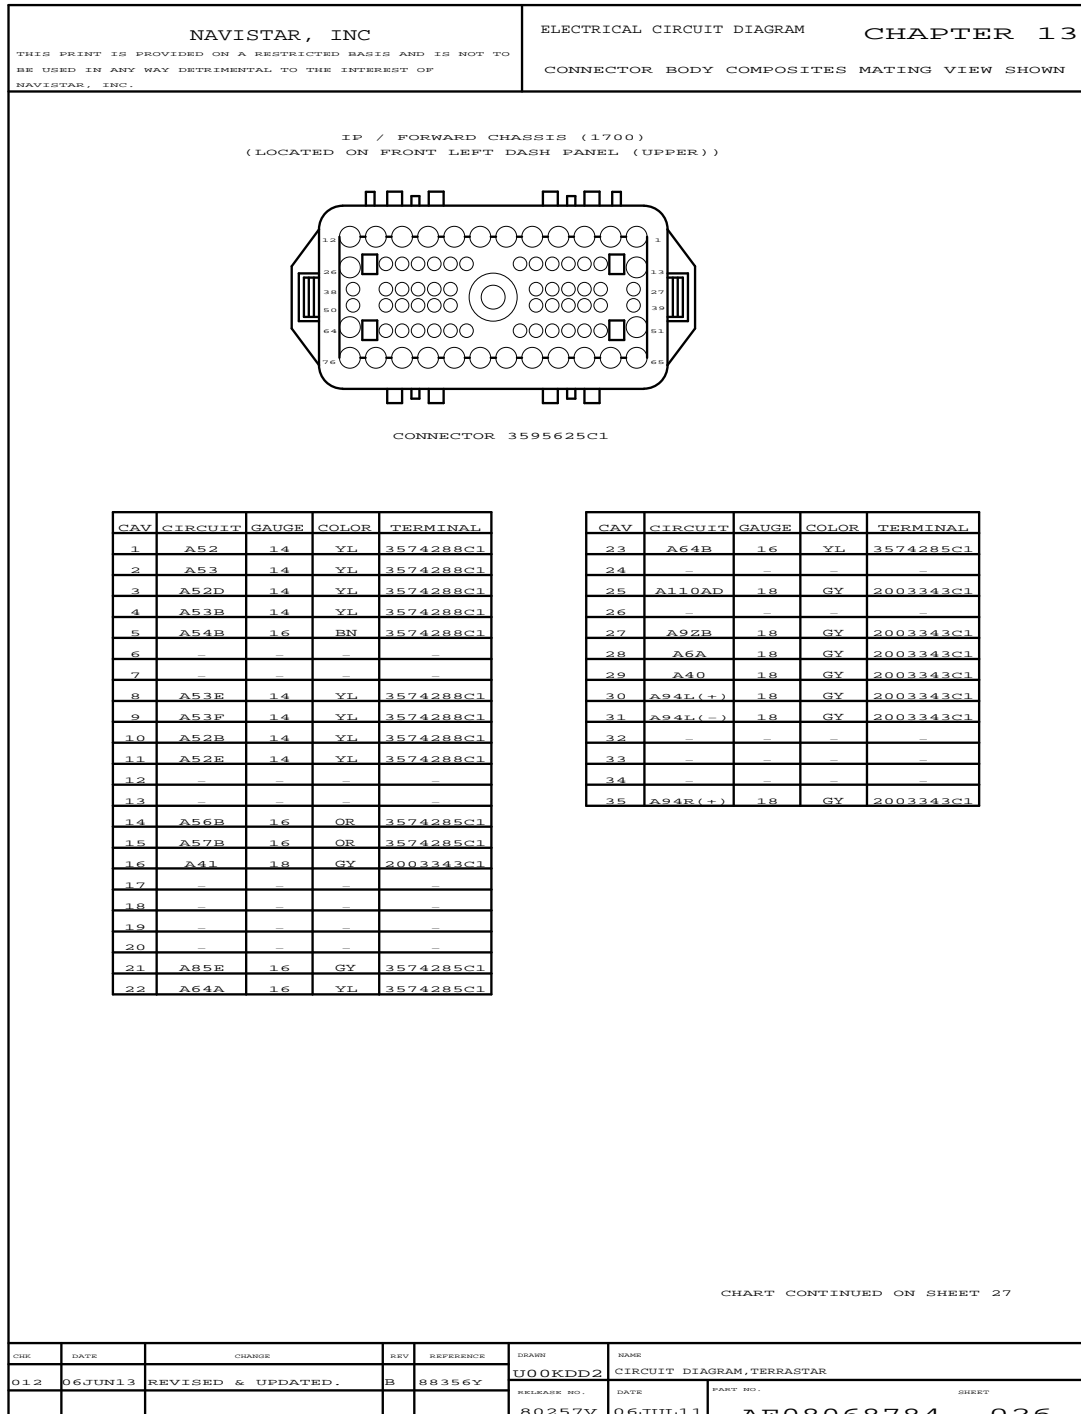 NAVISTAR, INC
THIS PRINT IS PROVIDED ON A RESTRICTED BASIS AND IS NOT TO
BE USED IN ANY WAY DETRIMENTAL TO THE INTEREST OF
NAVISTAR, INC.
ELECTRICAL CIRCUIT DIAGRAM CHAPTER 13
CONNECTOR BODY COMPOSITES MATING VIEW SHOWN
IP / FORWARD CHASSIS (1700)
(LOCATED ON FRONT LEFT DASH PANEL (UPPER))
12 1
26 13
38 27
50 39
64 51
76 65
CONNECTOR 3595625C1
CAV CIRCUIT GAUGE COLOR TERMINAL
1 A52 14 YL 3574288C1
2 A53 14 YL 3574288C1
3 A52D 14 YL 3574288C1
4 A53B 14 YL 3574288C1
5 A54B 16 BN 3574288C1
6 – – – –
7 – – – –
8 A53E 14 YL 3574288C1
9 A53F 14 YL 3574288C1
10 A52B 14 YL 3574288C1
11 A52E 14 YL 3574288C1
12 – – – –
13 – – – –
14 A56B 16 OR 3574285C1
15 A57B 16 OR 3574285C1
16 A41 18 GY 2003343C1
17 – – – –
18 – – – –
19 – – – –
20 – – – –
21 A85E 16 GY 3574285C1
22 A64A 16 YL 3574285C1
CAV CIRCUIT GAUGE COLOR TERMINAL
23 A64B 16 YL 3574285C1
24 – – – –
25 A110AD 18 GY 2003343C1
26 – – – –
27 A9ZB 18 GY 2003343C1
28 A6A 18 GY 2003343C1
29 A40 18 GY 2003343C1
30 A94L(+) 18 GY 2003343C1
31 A94L(–) 18 GY 2003343C1
32 – – – –
33 – – – –
34 – – – –
35 A94R(+) 18 GY 2003343C1
CHART CONTINUED ON SHEET 27
CHK DATE CHANGE REV REFERENCE
012 06JUN13 REVISED & UPDATED. B 88356Y
DRAWN NAME
U00KDD2 CIRCUIT DIAGRAM,TERRASTAR
RELEASE NO. DATE PART NO. SHEET
80257V 06JUL11 AE08068784 026